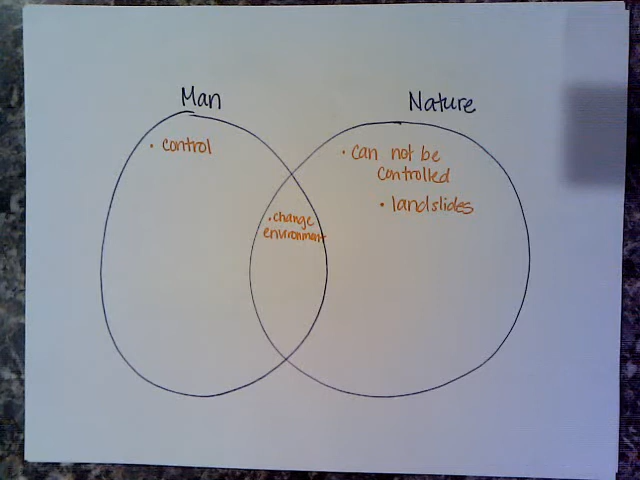 Man
Nature
• control
• can not be
controlled
• landslides
• change
environment